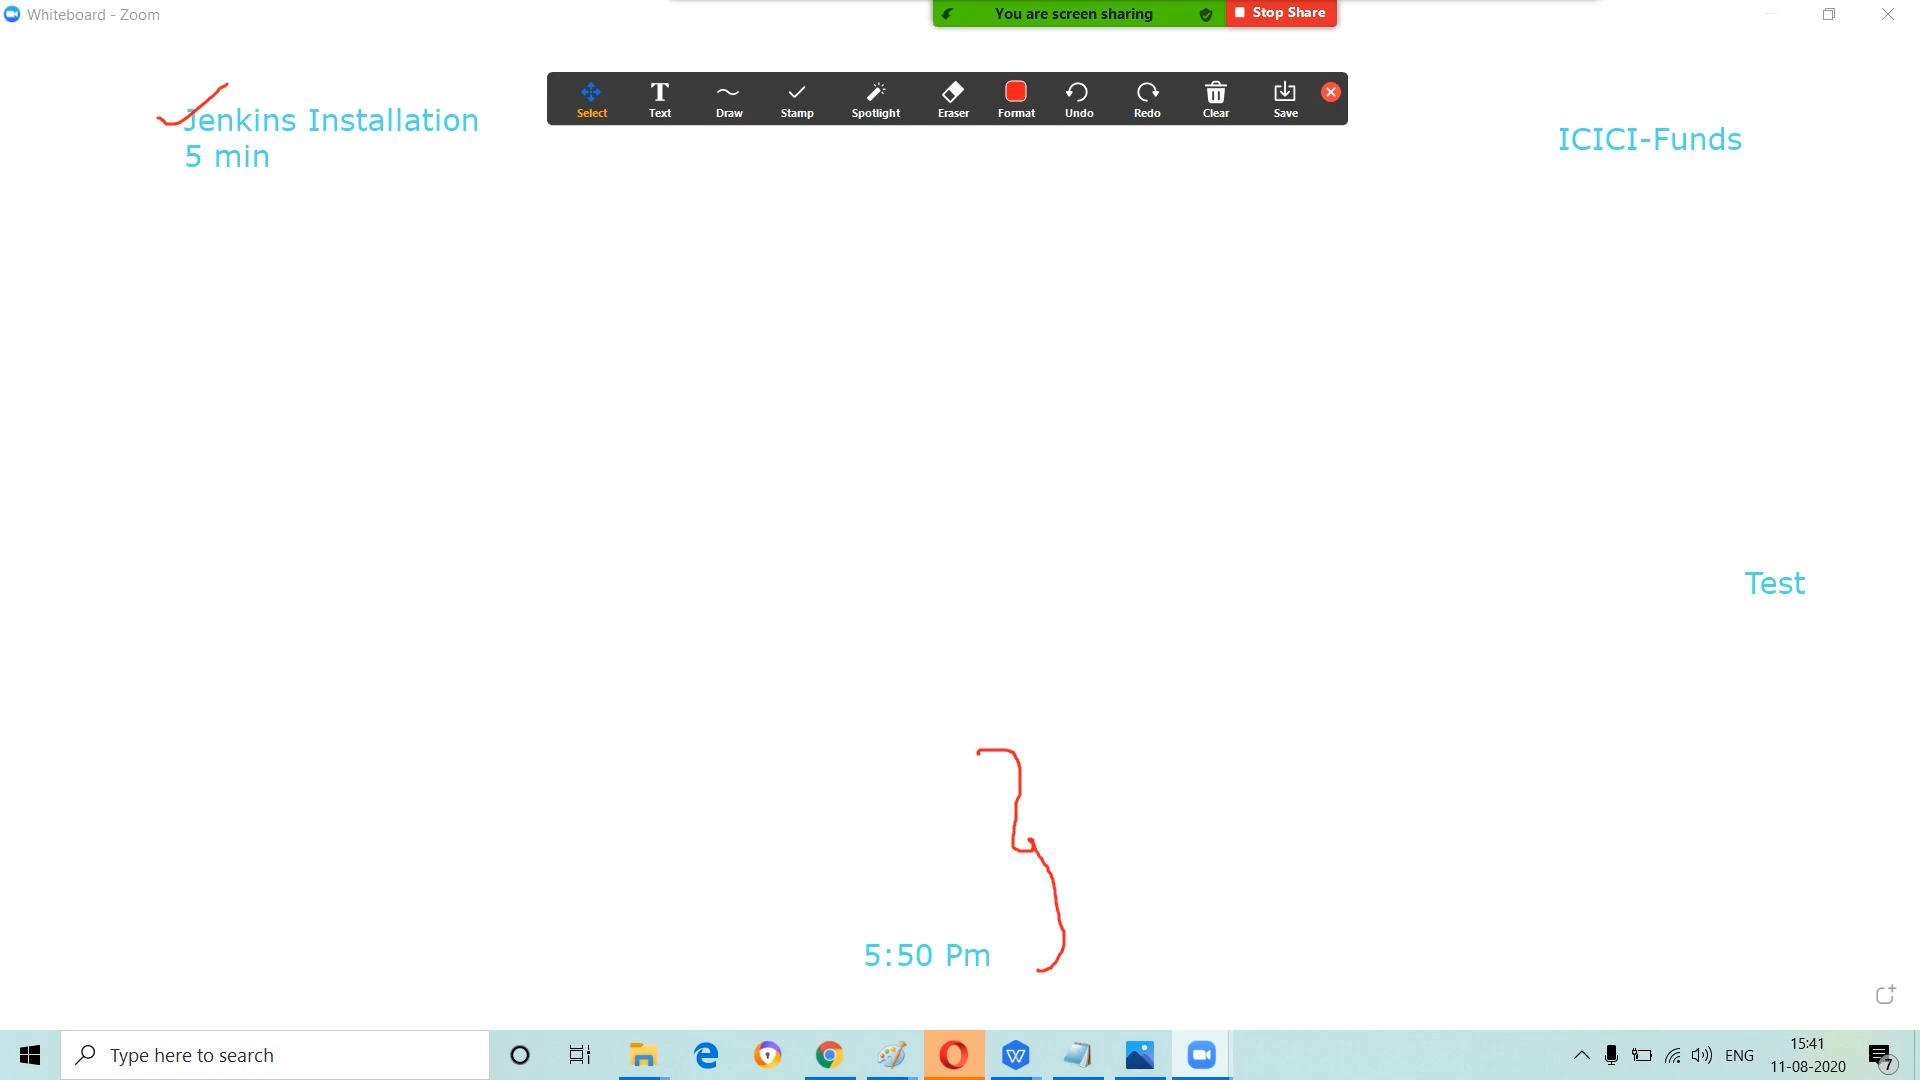 Whiteboard - Zoom
You are screen sharing
Stop Share
Select Text Draw Stamp Spotlight Eraser Format Undo Redo Clear Save
Jenkins Installation
5 min
ICICI-Funds
Test
5:50 Pm
Type here to search
ENG
15:41
11-08-2020
7